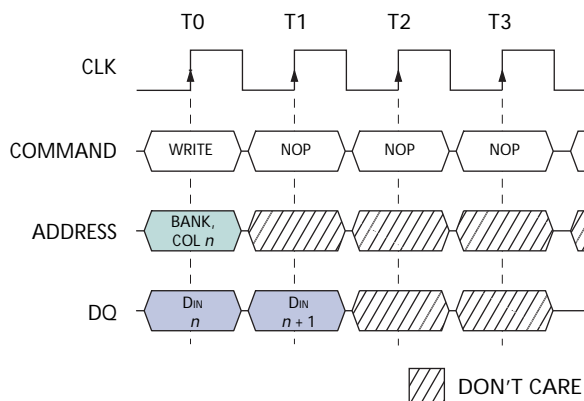 T0 T1 T2 T3
CLK
COMMAND WRITE NOP NOP NOP
ADDRESS BANK,
COL n
DQ DIN DIN
n n + 1
DON'T CARE